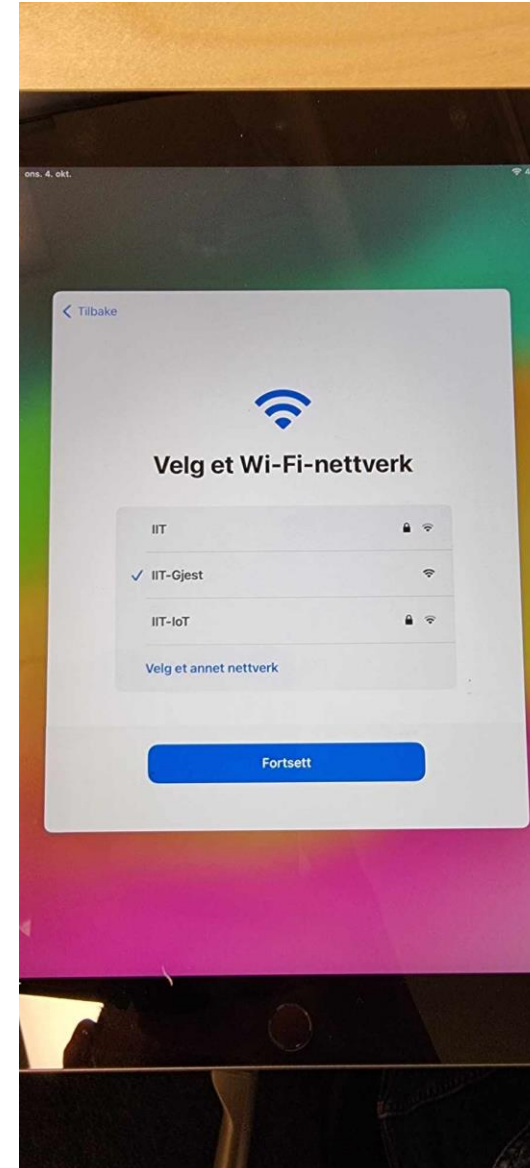 ons. 4. okt.
Tilbake
Velg et Wi-Fi-nettverk
IIT
IIT-Gjest
IIT-IoT
Velg et annet nettverk
Fortsett